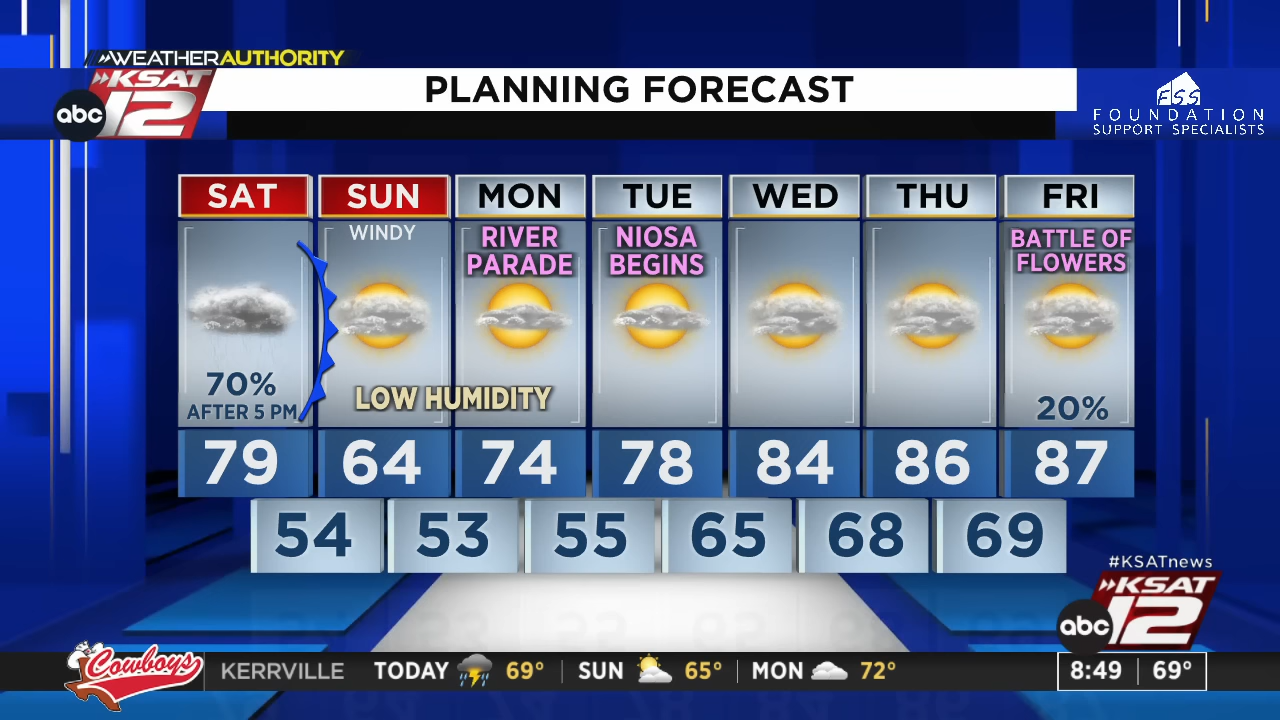 »WEATHERAUTHORITY
»KSAT
abc 12
PLANNING FORECAST
FSS
FOUNDATION
SUPPORT SPECIALISTS
SAT SUN MON TUE WED THU FRI
WINDY
RIVER PARADE
NIOSA BEGINS
BATTLE OF FLOWERS
70%
AFTER 5 PM
LOW HUMIDITY
20%
79 64 74 78 84 86 87
54 53 55 65 68 69
#KSATnews
»KSAT
abc 12
Cowboys
KERRVILLE TODAY 69° SUN 65° MON 72°
8:49 69°